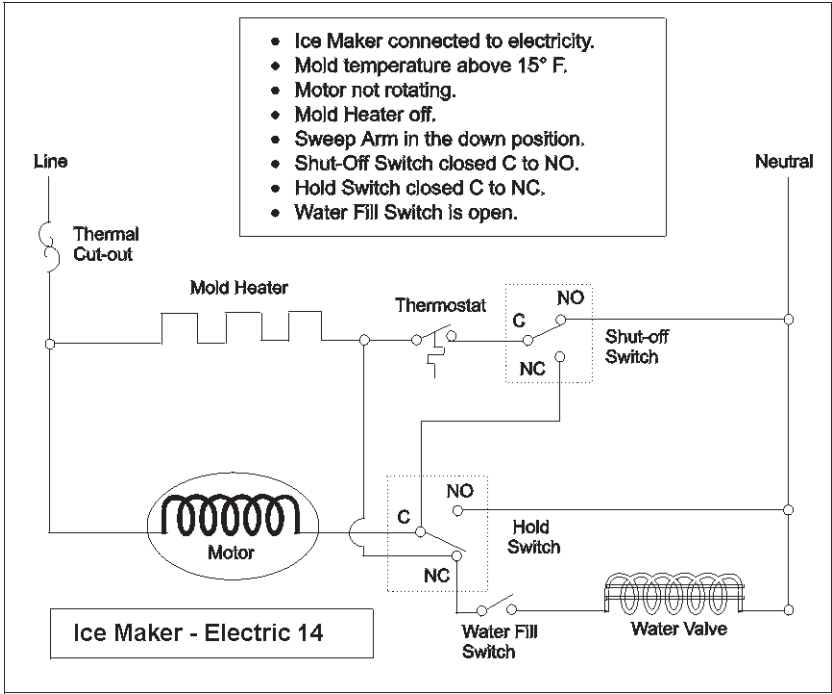 • Ice Maker connected to electricity.
• Mold temperature above 15° F.
• Motor not rotating.
• Mold Heater off.
• Sweep Arm in the down position.
• Shut-Off Switch closed C to NO.
• Hold Switch closed C to NC.
• Water Fill Switch is open.
Line
Neutral
Thermal
Cut-out
Mold Heater
Thermostat
NO
C
NC
Shut-off
Switch
NO
C
NC
Hold
Switch
Motor
Ice Maker - Electric 14
Water Fill
Switch
Water Valve